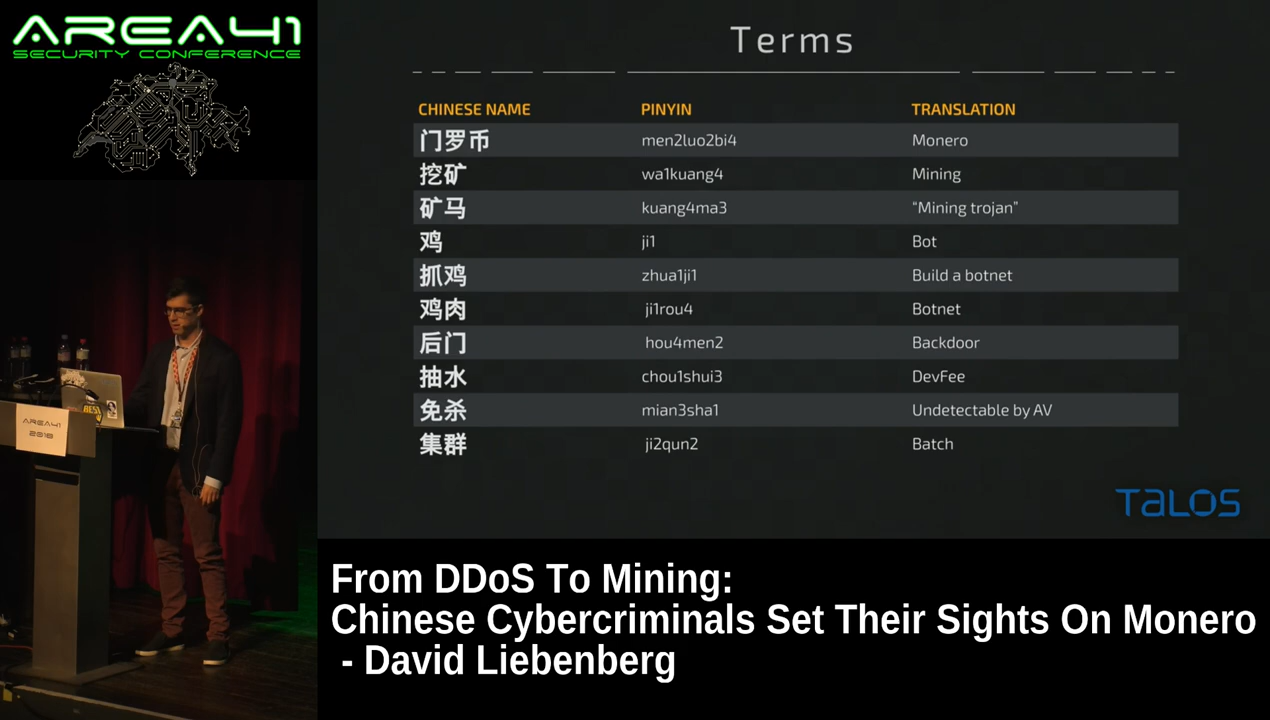 AREA41
SECURITY CONFERENCE
Terms
CHINESE NAME PINYIN TRANSLATION
门罗币 men2luo2bi4 Monero
挖矿 wa1kuang4 Mining
矿马 kuang4ma3 “Mining trojan”
鸡 ji1 Bot
抓鸡 zhua1ji1 Build a botnet
鸡肉 ji1rou4 Botnet
后门 hou4men2 Backdoor
抽水 chou1shui3 DevFee
免杀 mian3sha1 Undetectable by AV
集群 ji2qun2 Batch
TALOS
BEST
AREA41
2018
From DDoS To Mining:
Chinese Cybercriminals Set Their Sights On Monero
- David Liebenberg